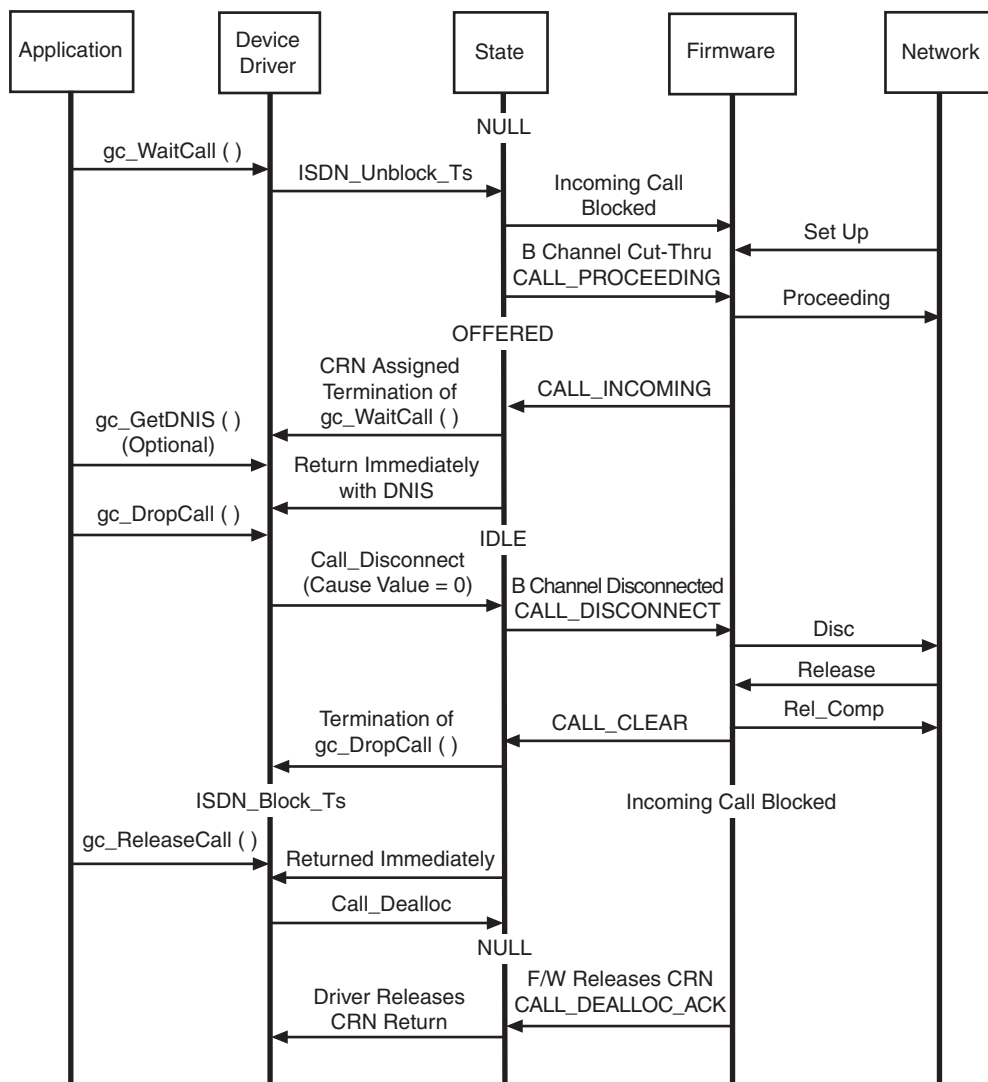 Application
Device
Driver
State
Firmware
Network
NULL
gc_WaitCall ( )
ISDN_Unblock_Ts
Incoming Call
Blocked
Set Up
B Channel Cut-Thru
CALL_PROCEEDING
Proceeding
OFFERED
CRN Assigned
Termination of
gc_WaitCall ( )
CALL_INCOMING
gc_GetDNIS ( )
(Optional)
Return Immediately
with DNIS
gc_DropCall ( )
IDLE
Call_Disconnect
(Cause Value = 0)
B Channel Disconnected
CALL_DISCONNECT
Disc
Release
Rel_Comp
Termination of
gc_DropCall ( )
CALL_CLEAR
ISDN_Block_Ts
Incoming Call Blocked
gc_ReleaseCall ( )
Returned Immediately
Call_Dealloc
NULL
F/W Releases CRN
CALL_DEALLOC_ACK
Driver Releases
CRN Return